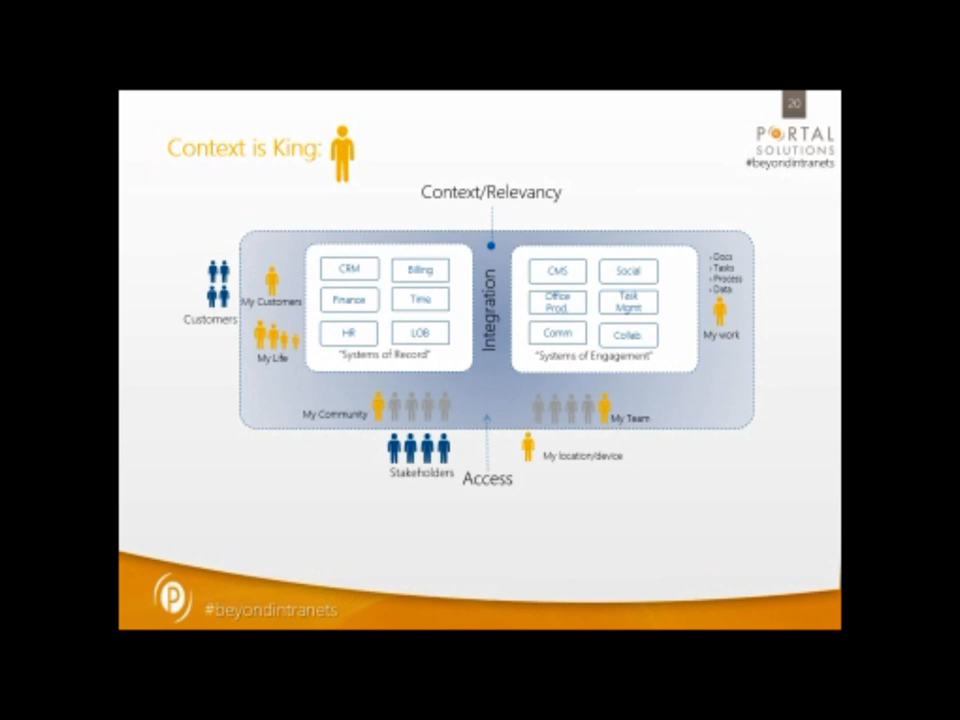 20
PORTAL
SOLUTIONS
#beyondintranets
Context is King:
Context/Relevancy
Customers
My Customers
My Life
CRM
Billing
Finance
Time
HR
LOB
"Systems of Record"
Integration
CMS
Social
Office
Prod.
Task
Mgmt
Comm
Collab
"Systems of Engagement"
› Docs
› Tasks
› Process
› Data
My work
My Community
My Team
Stakeholders
Access
My location/device
P
#beyondintranets